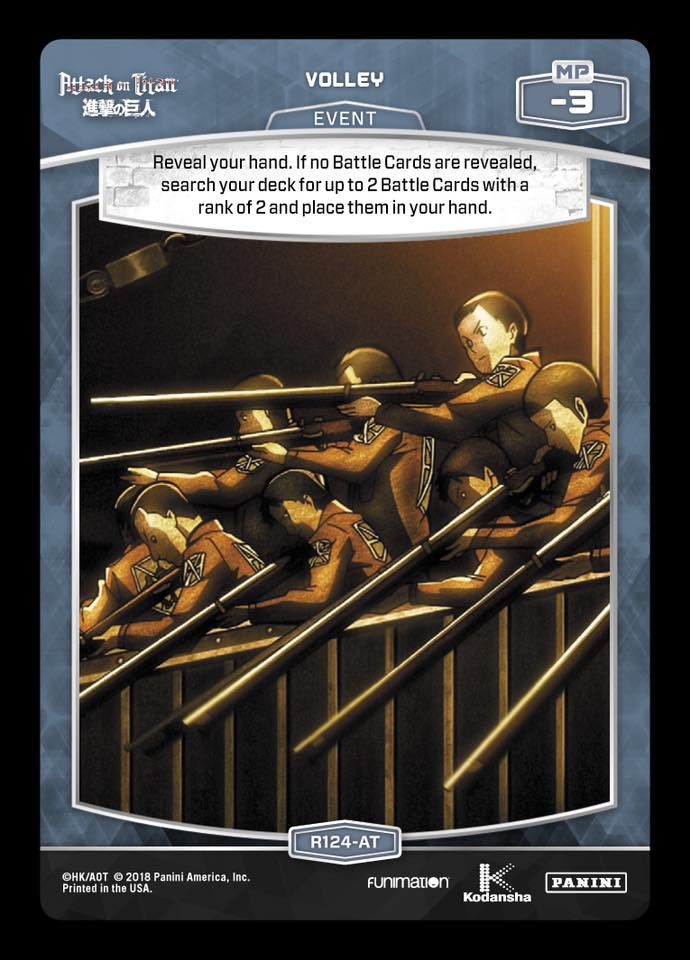 Attack on Titan
進撃の巨人
VOLLEY
EVENT
MP
-3
Reveal your hand. If no Battle Cards are revealed,
search your deck for up to 2 Battle Cards with a
rank of 2 and place them in your hand.
R124-AT
©HK/AOT © 2018 Panini America, Inc.
Printed in the USA.
FUNIMATION
Kodansha
PANINI